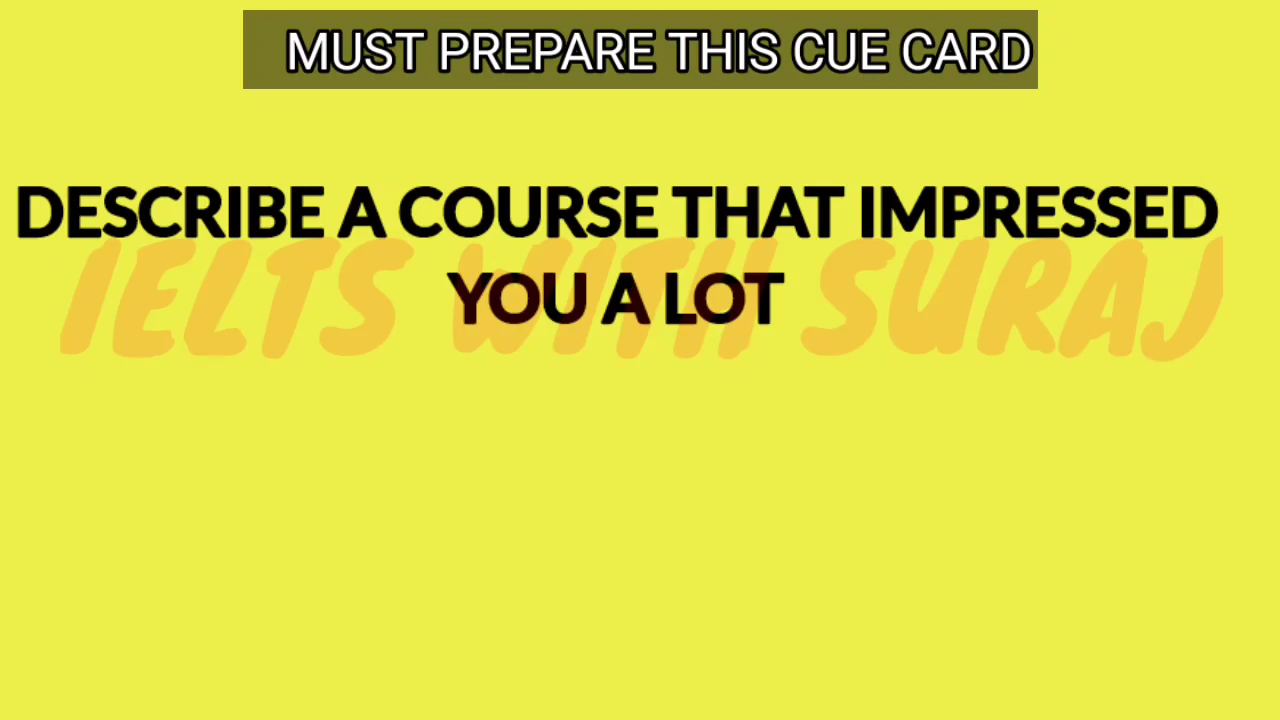 MUST PREPARE THIS CUE CARD
DESCRIBE A COURSE THAT IMPRESSED
IELTS WITH SURAJ
YOU A LOT